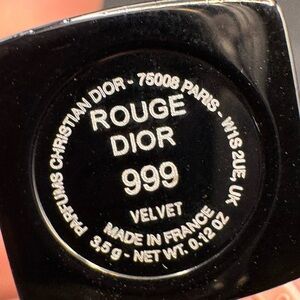 PARFUMS CHRISTIAN DIOR - 75008 PARIS - W1S 2UE, UK
ROUGE
DIOR
999
VELVET
MADE IN FRANCE
3,5 g - NET WT. 0.12 OZ